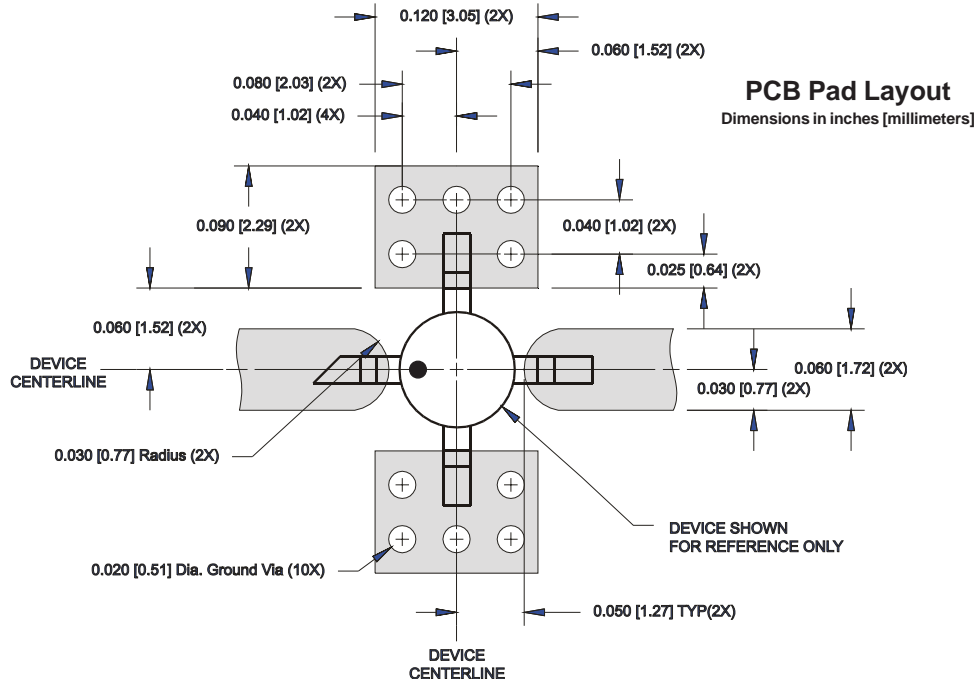 0.120 [3.05] (2X)
0.060 [1.52] (2X)
0.080 [2.03] (2X)
PCB Pad Layout
Dimensions in inches [millimeters]
0.040 [1.02] (4X)
0.090 [2.29] (2X)
0.040 [1.02] (2X)
0.025 [0.64] (2X)
0.060 [1.52] (2X)
DEVICE
CENTERLINE
0.060 [1.72] (2X)
0.030 [0.77] (2X)
0.030 [0.77] Radius (2X)
DEVICE SHOWN
FOR REFERENCE ONLY
0.020 [0.51] Dia. Ground Via (10X)
0.050 [1.27] TYP(2X)
DEVICE
CENTERLINE